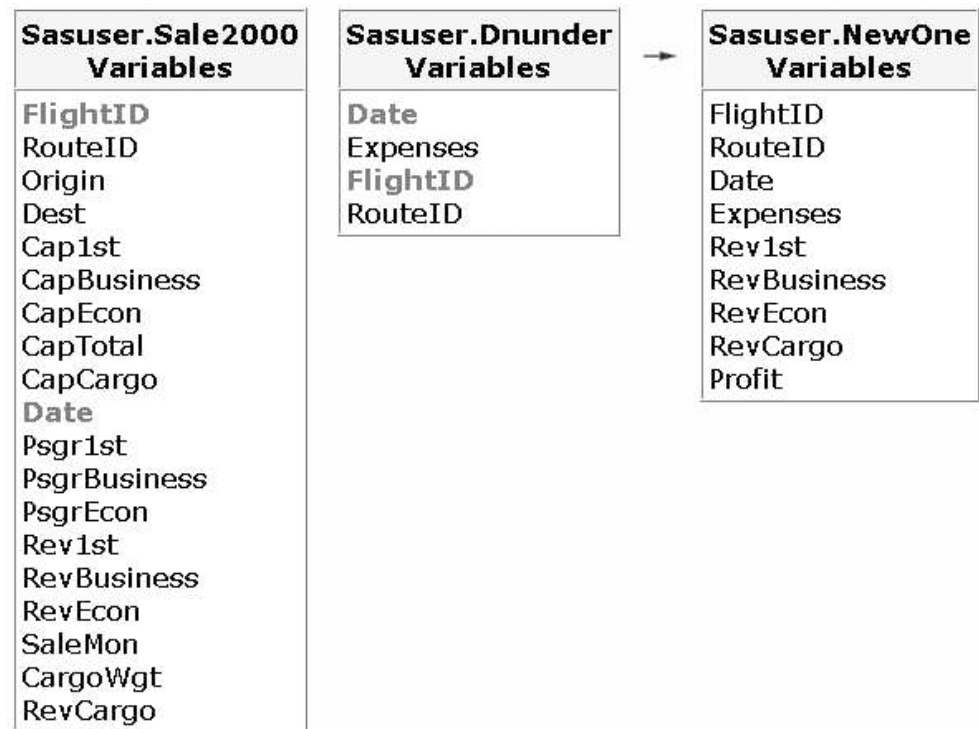 Sasuser.Sale2000
Variables
FlightID
RouteID
Origin
Dest
Cap1st
CapBusiness
CapEcon
CapTotal
CapCargo
Date
Psgr1st
PsgrBusiness
PsgrEcon
Rev1st
RevBusiness
RevEcon
SaleMon
CargoWgt
RevCargo
Sasuser.Dnunder
Variables
Date
Expenses
FlightID
RouteID
→
Sasuser.NewOne
Variables
FlightID
RouteID
Date
Expenses
Rev1st
RevBusiness
RevEcon
RevCargo
Profit